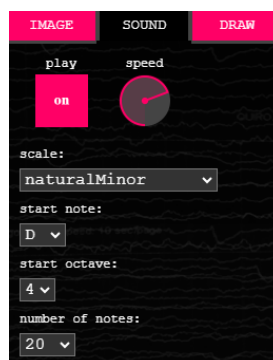 IMAGE SOUND DRAW
play speed
on
scale:
naturalMinor
start note:
D
start octave:
4
number of notes:
20